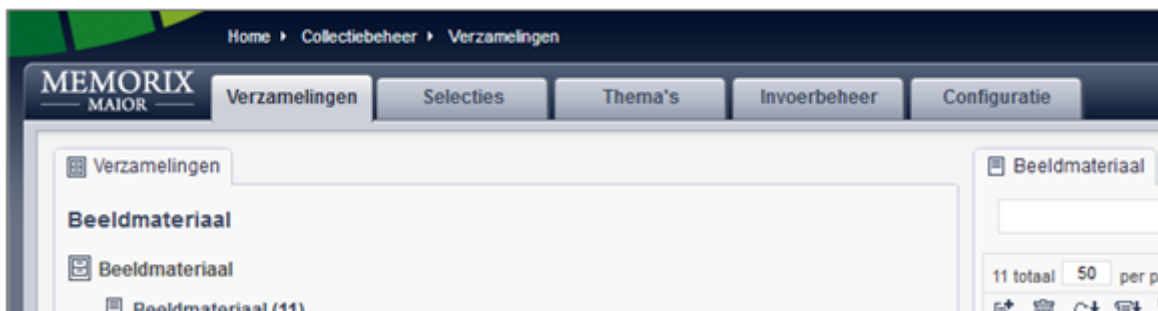 Home › Collectiebeheer › Verzamelingen
MEMORIX
MAIOR
Verzamelingen
Selecties
Thema's
Invoerbeheer
Configuratie
Verzamelingen
Beeldmateriaal
Beeldmateriaal
Beeldmateriaal (11)
Beeldmateriaal
11 totaal 50 per